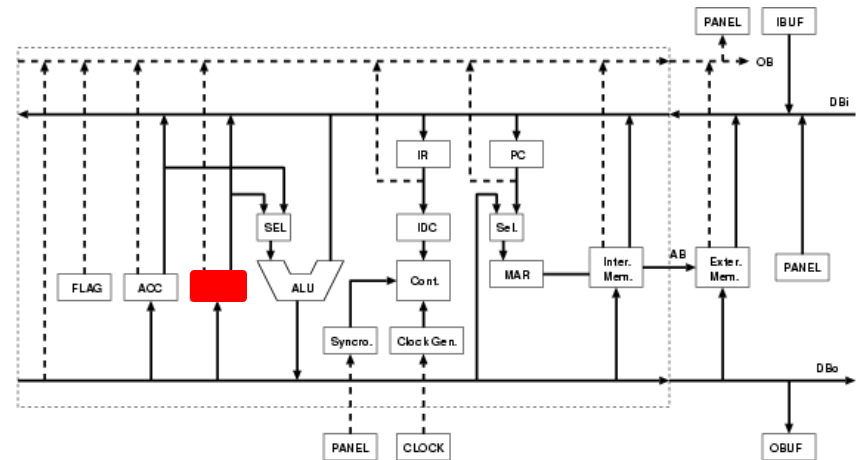 PANEL
IBUF
OB
DBi
IR
PC
SEL
IDC
Sel.
AB
FLAG
ACC
ALU
Cont.
MAR
Inter.
Mem.
Exter.
Mem.
PANEL
Syncro.
Clock Gen.
DBo
PANEL
CLOCK
OBUF